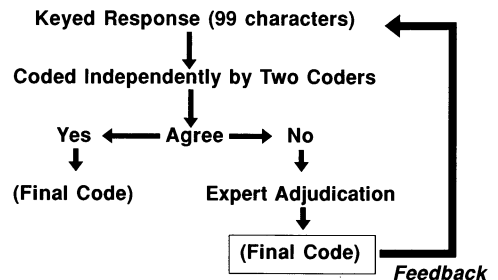 Keyed Response (99 characters)
Coded Independently by Two Coders
Yes Agree No
(Final Code) Expert Adjudication
(Final Code)
Feedback